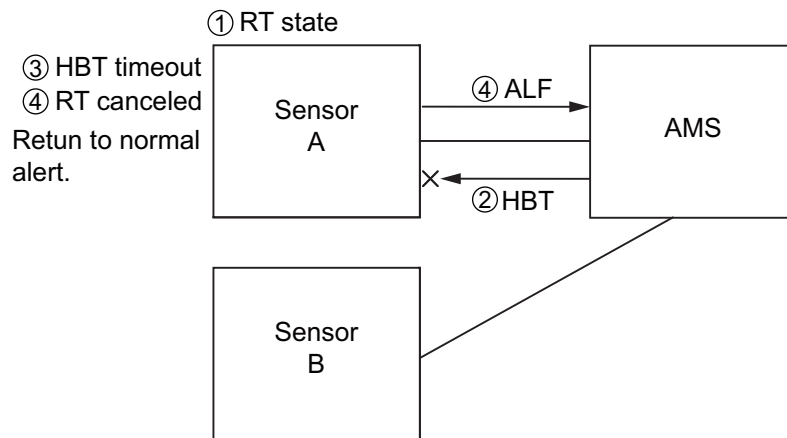 ① RT state
③ HBT timeout
④ RT canceled
Retun to normal
alert.
Sensor
A
④ ALF
② HBT
AMS
Sensor
B